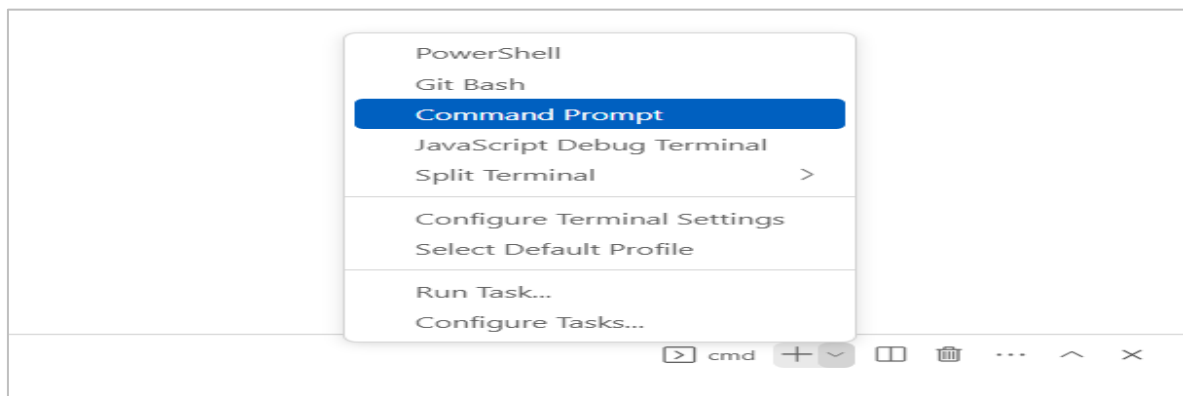 PowerShell
Git Bash
Command Prompt
JavaScript Debug Terminal
Split Terminal
Configure Terminal Settings
Select Default Profile
Run Task...
Configure Tasks...
cmd